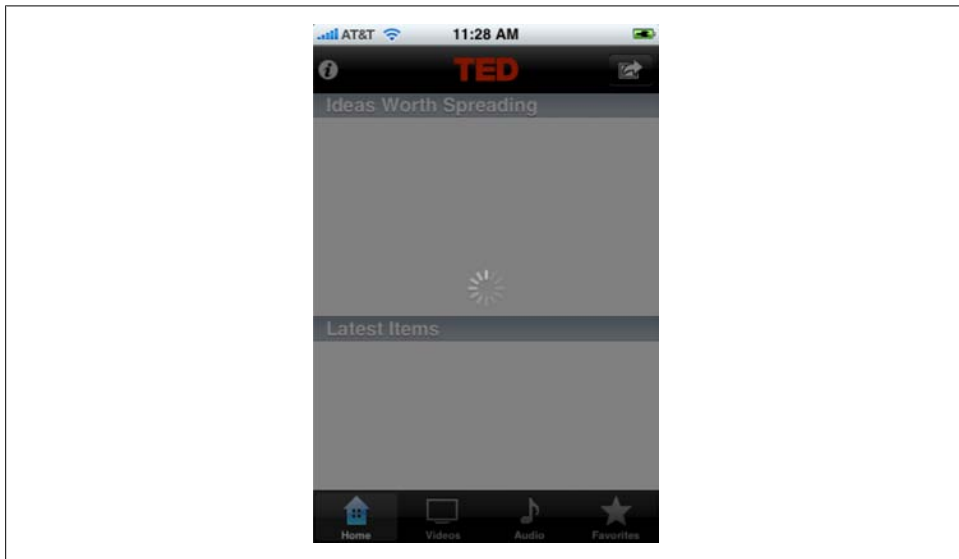 AT&T 11:28 AM
TED
Ideas Worth Spreading
Latest Items
Home Videos Audio Favorites